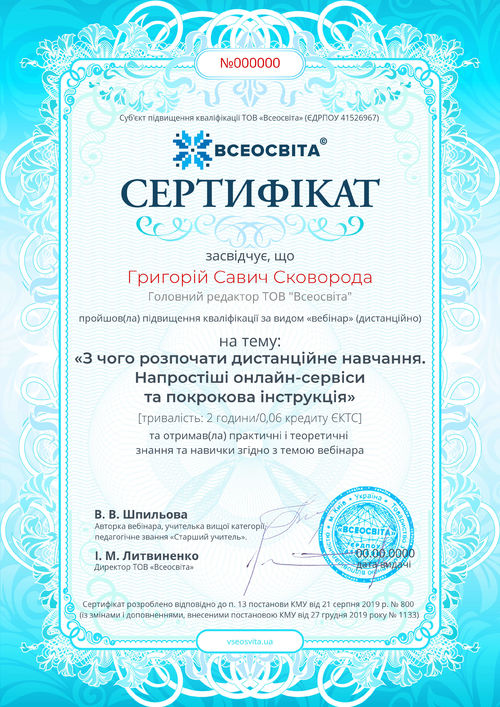 №000000
Суб'єкт підвищення кваліфікації ТОВ «Всеосвіта» (ЄДРПОУ 41526967)
ВСЕОСВІТА©
СЕРТИФІКАТ
засвідчує, що
Григорій Савич Сковорода
Головний редактор ТОВ "Всеосвіта"
пройшов(ла) підвищення кваліфікації за видом «вебінар» (дистанційно)
на тему:
«З чого розпочати дистанційне навчання.
Напростіші онлайн-сервіси
та покрокова інструкція»
[тривалість: 2 години/0,06 кредиту ЄКТС]
та отримав(ла) практичні і теоретичні
знання та навички згідно з темою вебінара
В. В. Шпильова
Авторка вебінара, учителька вищої категорії,
педагогічне звання «Старший учитель».
І. М. Литвиненко
Директор ТОВ «Всеосвіта»
м. Київ • Україна
«ВСЕОСВІТА»
00.00.0000
дата видачі
Сертифікат розроблено відповідно до п. 13 постанови КМУ від 21 серпня 2019 р. № 800
(із змінами і доповненнями, внесеними постановою КМУ від 27 грудня 2019 року № 1133)
vseosvita.ua